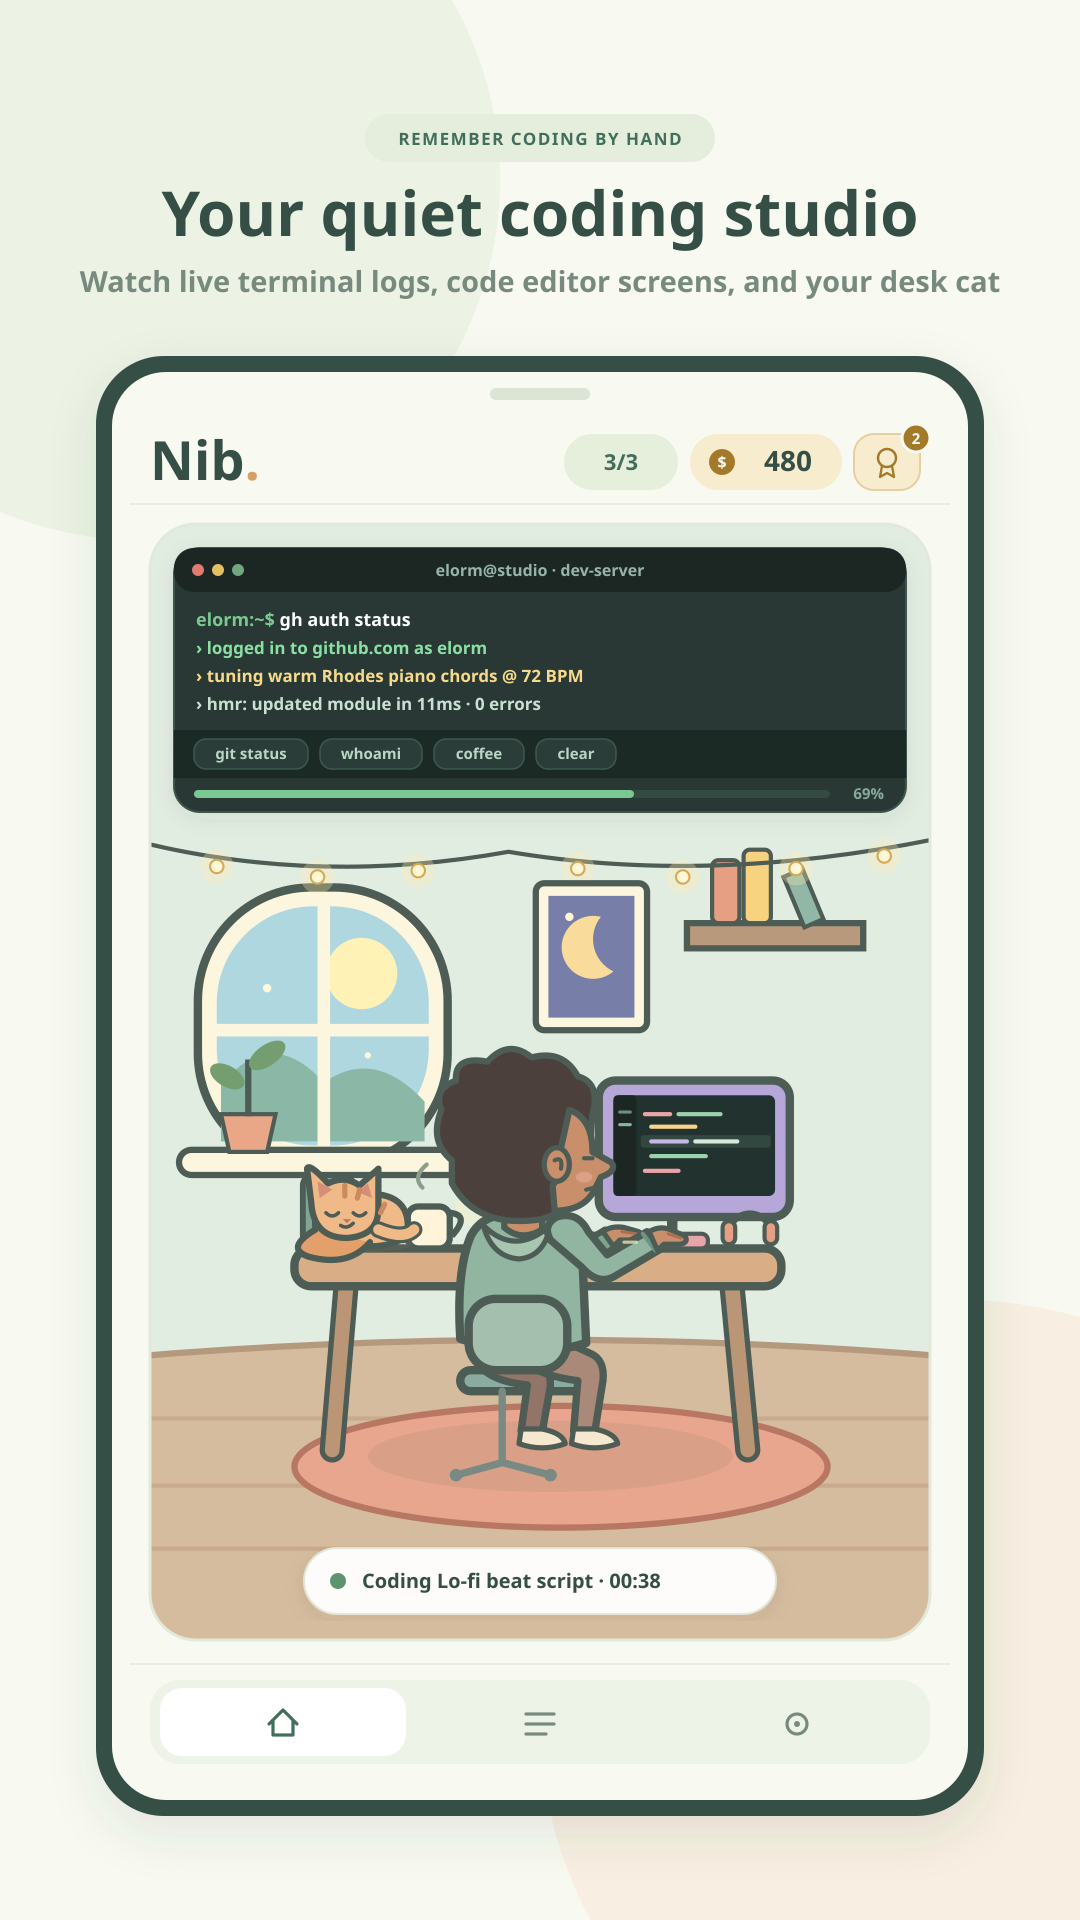 REMEMBER CODING BY HAND
Your quiet coding studio
Watch live terminal logs, code editor screens, and your desk cat
Nib.
3/3
$ 480
2
elorm@studio · dev-server
elorm:~$ gh auth status
› logged in to github.com as elorm
› tuning warm Rhodes piano chords @ 72 BPM
› hmr: updated module in 11ms · 0 errors
git status whoami coffee clear
69%
Coding Lo-fi beat script · 00:38